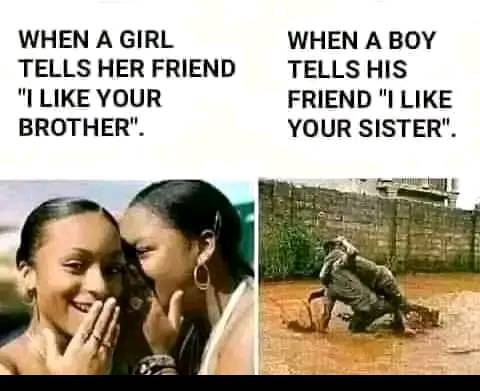 WHEN A GIRL
TELLS HER FRIEND
"I LIKE YOUR
BROTHER".
WHEN A BOY
TELLS HIS
FRIEND "I LIKE
YOUR SISTER".